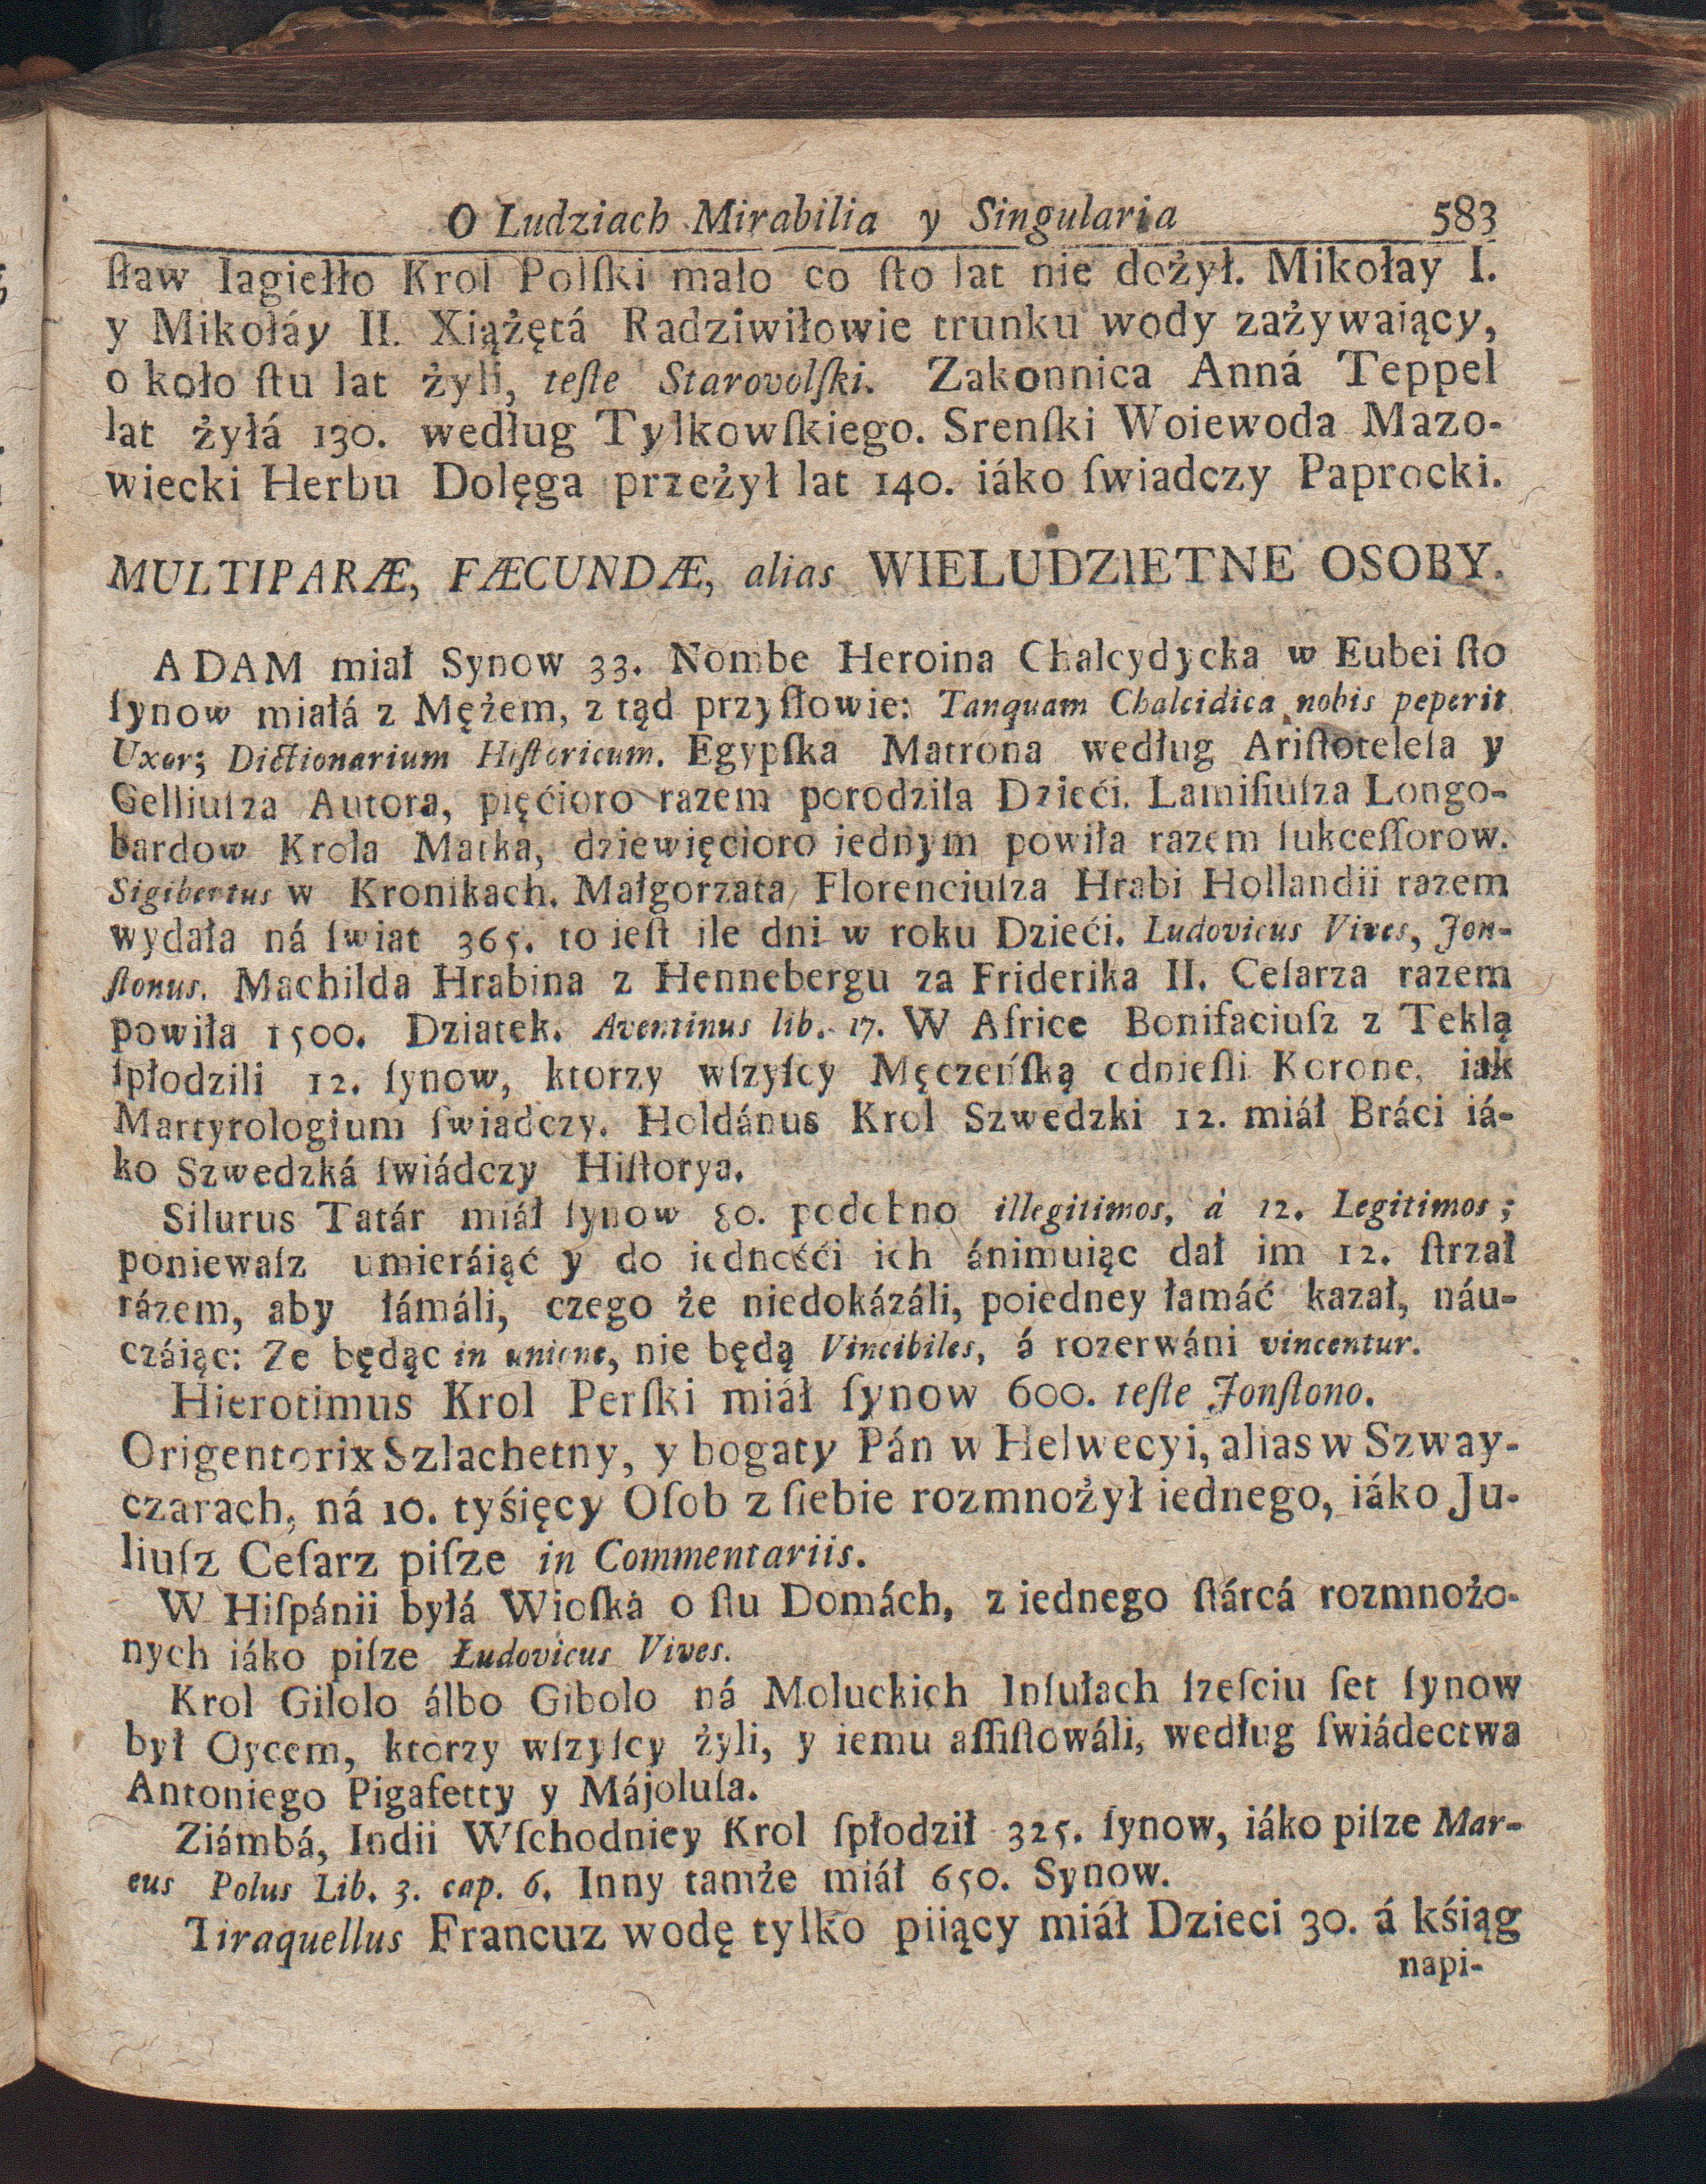 O Ludziach Mirabilia y Singularia 583
ſław Iagiełło Krol Polſki mało co ſto lat nie dożył. Mikołay I.
y Mikołáy II. Xiążętá Radziwiłowie trunku wody zażywaiący,
o koło ſtu lat żyli, teſte Starovolſki. Zakonnica Anná Teppel
lat żyłá 130. według Tylkowſkiego. Srenſki Woiewoda Mazo-
wiecki Herbu Dolęga przeżył lat 140. iáko ſwiadczy Paprocki.
MULTIPARÆ, FÆCUNDÆ, alias WIELUDZIETNE OSOBY.
ADAM miał Synow 33. Nombe Heroina Chalcydycka w Eubei ſto
ſynow miałá z Mężem, z tąd przyſłowie: Tanquam Chalcidica nobis peperit
Uxor; Dictionarium Hiſtoricum. Egypſka Matrona według Ariſtoteleſa y
Gelliuſza Autora, pięćioro razem porodziła Dzieći. Lamiſiuſza Longo-
bardow Krola Matka, dziewięcioro iednym powiła razem ſukceſſorow.
Sigibertus w Kronikach. Małgorzata Florenciuſza Hrabi Hollandii razem
wydała ná ſwiat 365. to ieſt ile dni w roku Dzieći. Ludovicus Vives, Jon-
ſtonus. Machilda Hrabina z Hennebergu za Friderika II. Ceſarza razem
powiła 1500. Dziatek. Aventinus lib. 17. W Africe Bonifaciuſz z Teklą
ſpłodzili 12. ſynow, ktorzy wſzyſcy Męczeńſką odnieſli Korone, iak
Martyrologium ſwiadczy. Holdánus Krol Szwedzki 12. miáł Bráci iá-
ko Szwedzká ſwiádczy Hiſtorya.
Silurus Tatár miáł ſynow 80. podobno illegitimos, á 12. Legitimos;
poniewaſz umieráiąć y do iednośći ich ánimuiąc dał im 12. ſtrzał
rázem, aby łámáli, czego że niedokázáli, poiedney łamáć kazał, náu-
czáiąc: Ze będąc in unione, nie będą Vincibiles, á rozerwáni vincentur.
Hierotimus Krol Perſki miáł ſynow 600. teſte Jonſtono.
Origentorix Szlachetny, y bogaty Pán w Helwecyi, alias w Szway-
czarach, ná 10. tyśięcy Oſob z ſiebie rozmnożył iednego, iáko Ju-
liuſz Ceſarz piſze in Commentariis.
W Hiſpánii byłá Wioſká o ſtu Domách, z iednego ſtárcá rozmnożo-
nych iáko piſze Łudovicus Vives.
Krol Gilolo álbo Gibolo ná Moluckich Inſułach ſzeſciu ſet ſynow
był Oycem, ktorzy wſzyſcy żyli, y iemu aſſiſtowáli, według ſwiádectwa
Antoniego Pigafetty y Májoluſa.
Ziámbá, Indii Wſchodniey Krol ſpłodził 325. ſynow, iáko piſze Mar-
cus Polus Lib. 3. cap. 6. Inny tamże miáł 650. Synow.
Tiraquellus Francuz wodę tylko piiący miáł Dzieci 30. á kśiąg
napi-